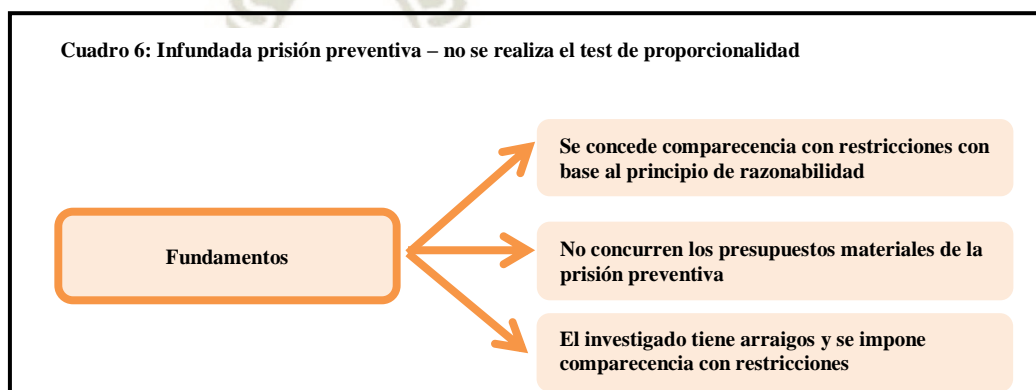 Cuadro 6: Infundada prisión preventiva – no se realiza el test de proporcionalidad
Fundamentos
Se concede comparecencia con restricciones con
base al principio de razonabilidad
No concurren los presupuestos materiales de la
prisión preventiva
El investigado tiene arraigos y se impone
comparecencia con restricciones